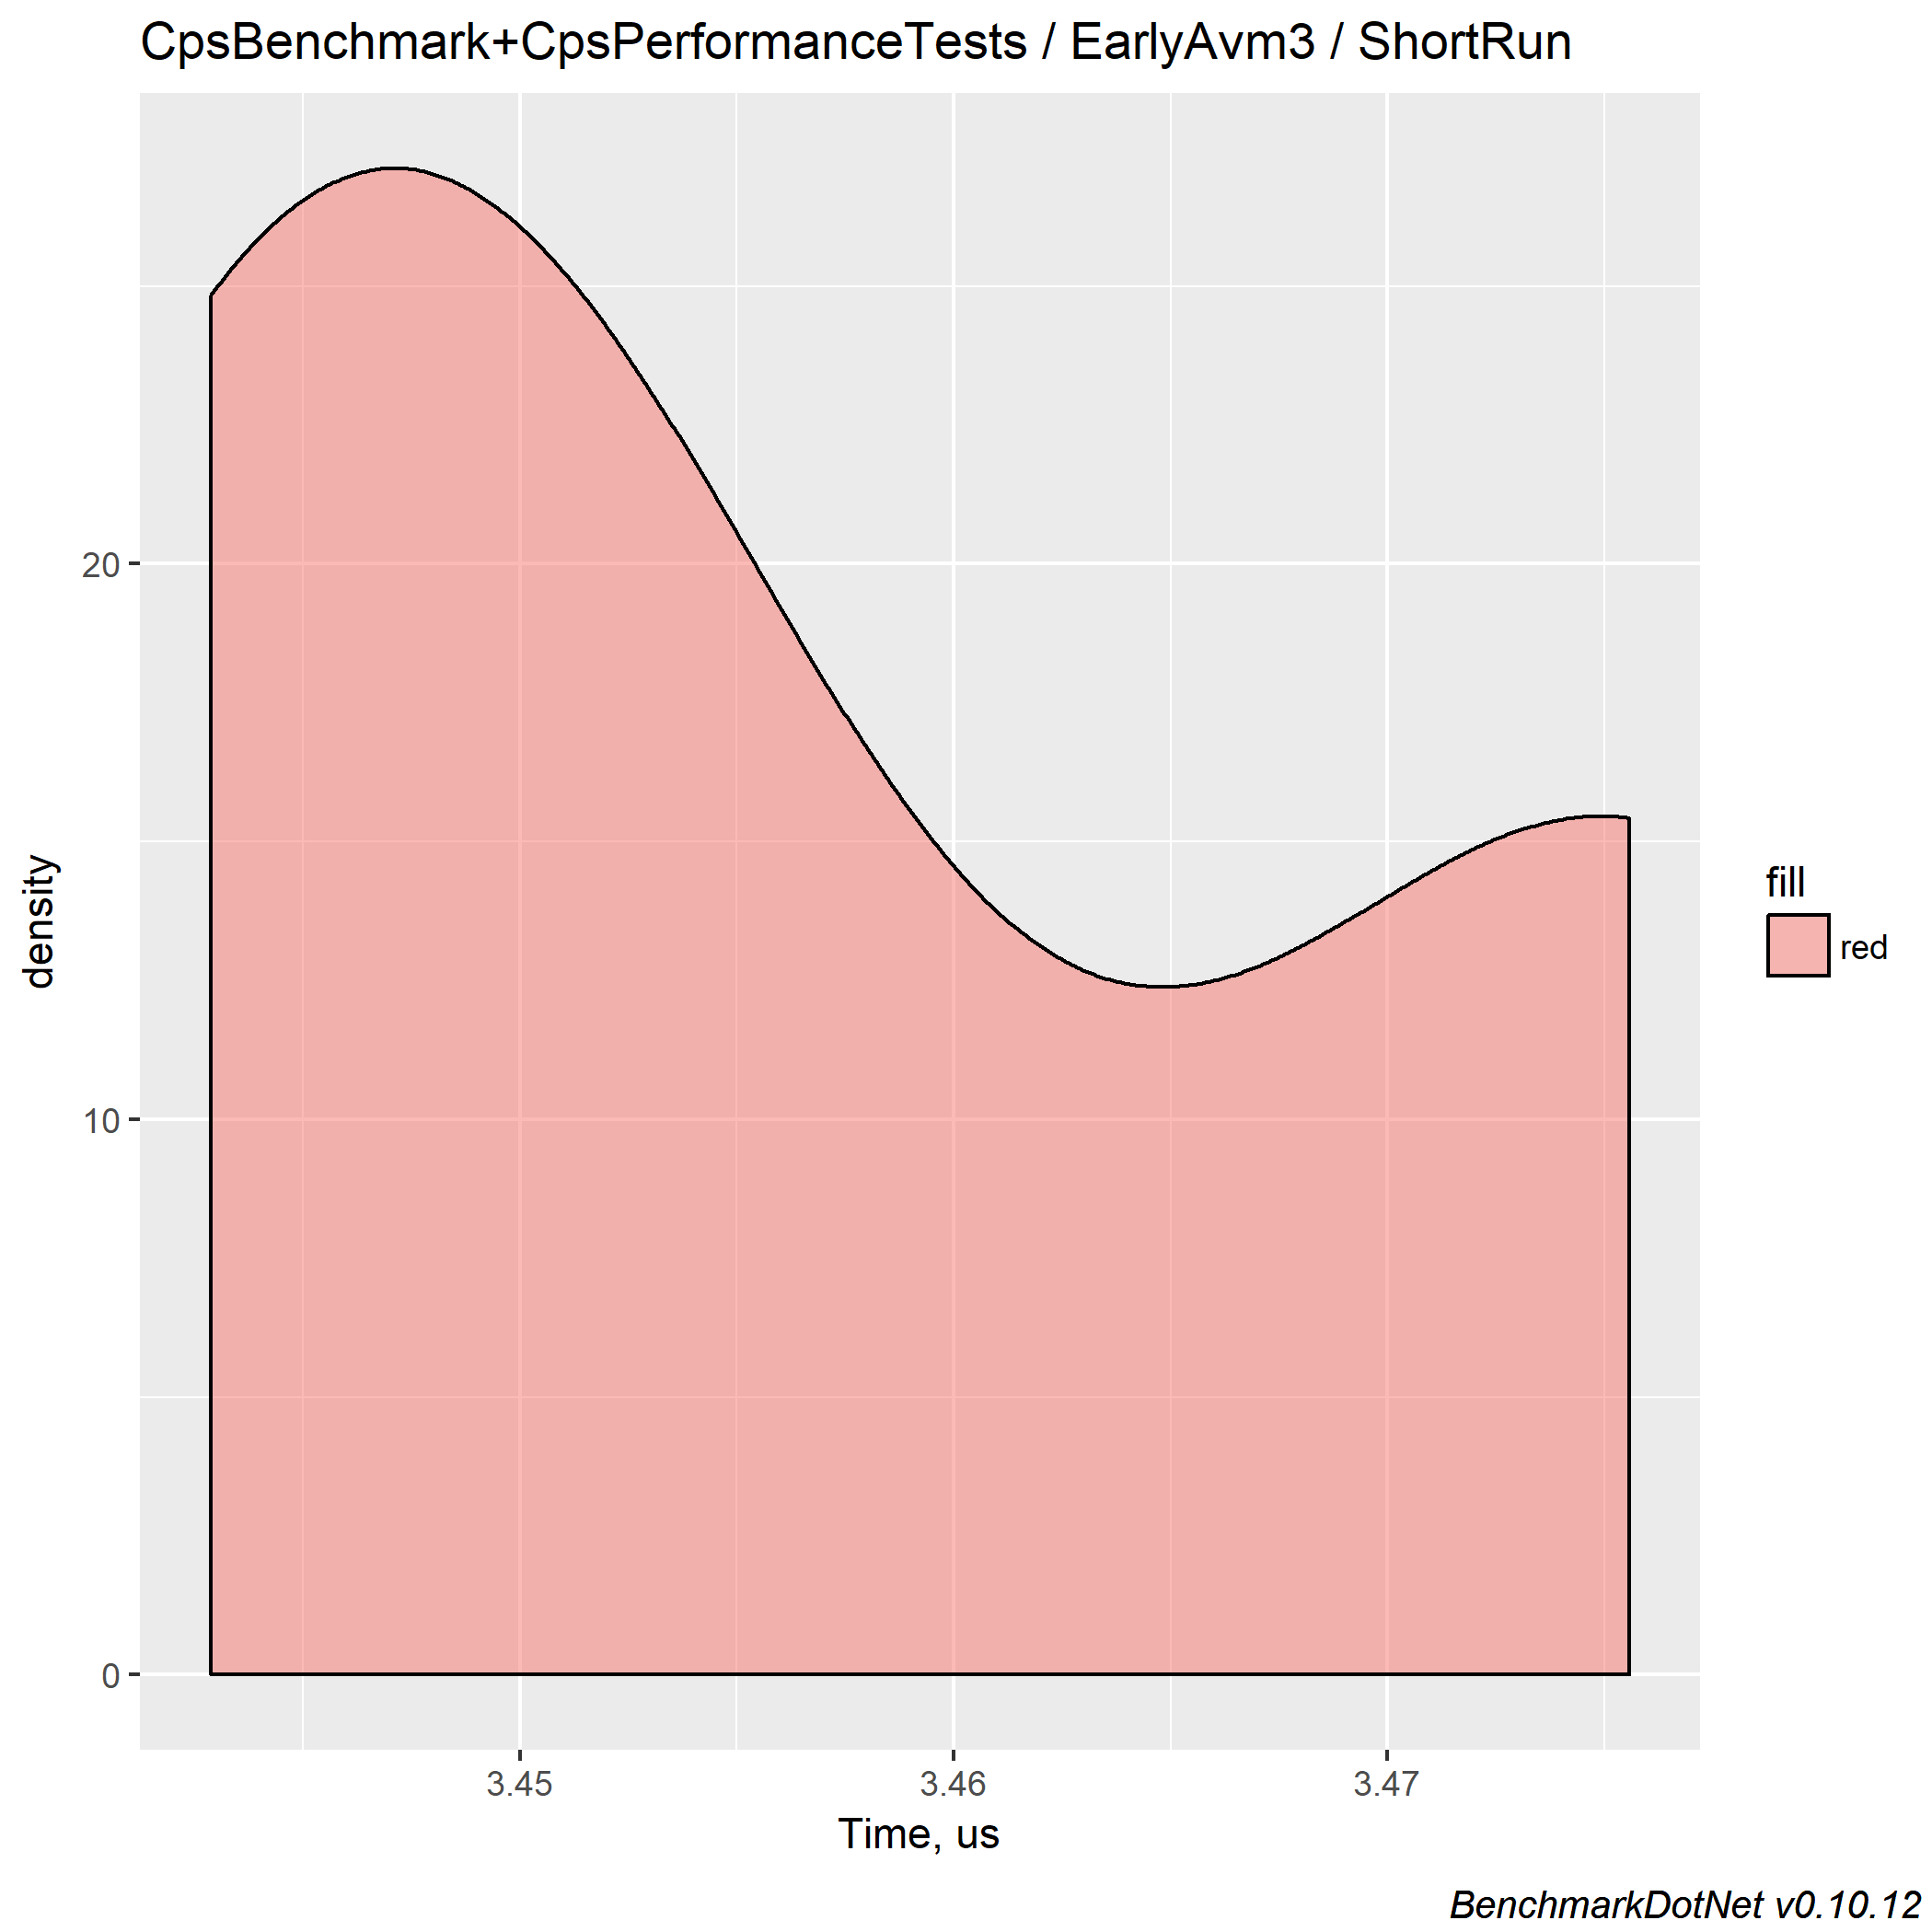 CpsBenchmark+CpsPerformanceTests / EarlyAvm3 / ShortRun
20
10
0
density
3.45 3.46 3.47
Time, us
fill
red
BenchmarkDotNet v0.10.12